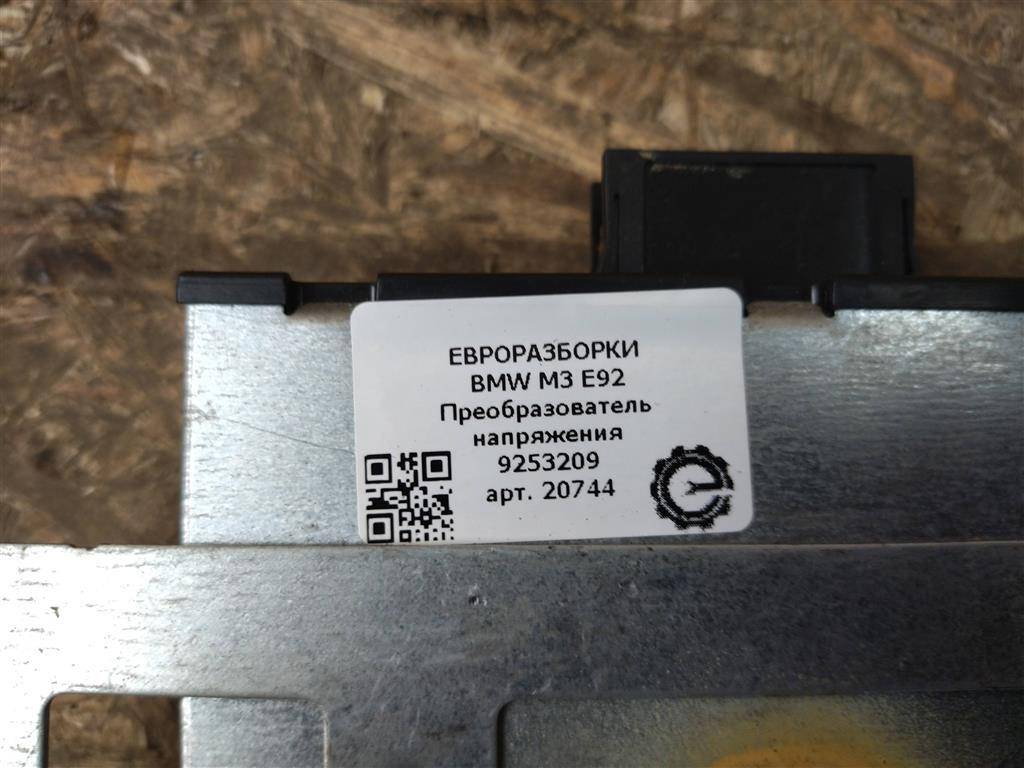 ЕВРОРАЗБОРКИ
BMW M3 E92
Преобразователь
напряжения
9253209
арт. 20744